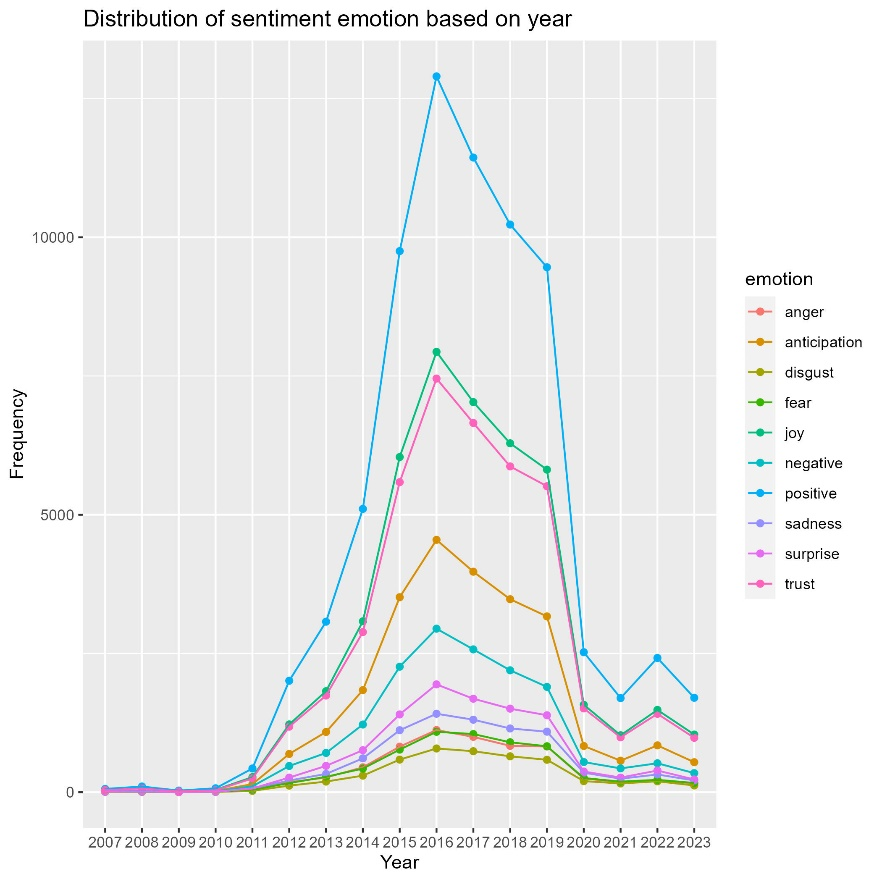 Distribution of sentiment emotion based on year
Frequency
10000
5000
0
2007 2008 2009 2010 2011 2012 2013 2014 2015 2016 2017 2018 2019 2020 2021 2022 2023
Year
emotion
anger
anticipation
disgust
fear
joy
negative
positive
sadness
surprise
trust